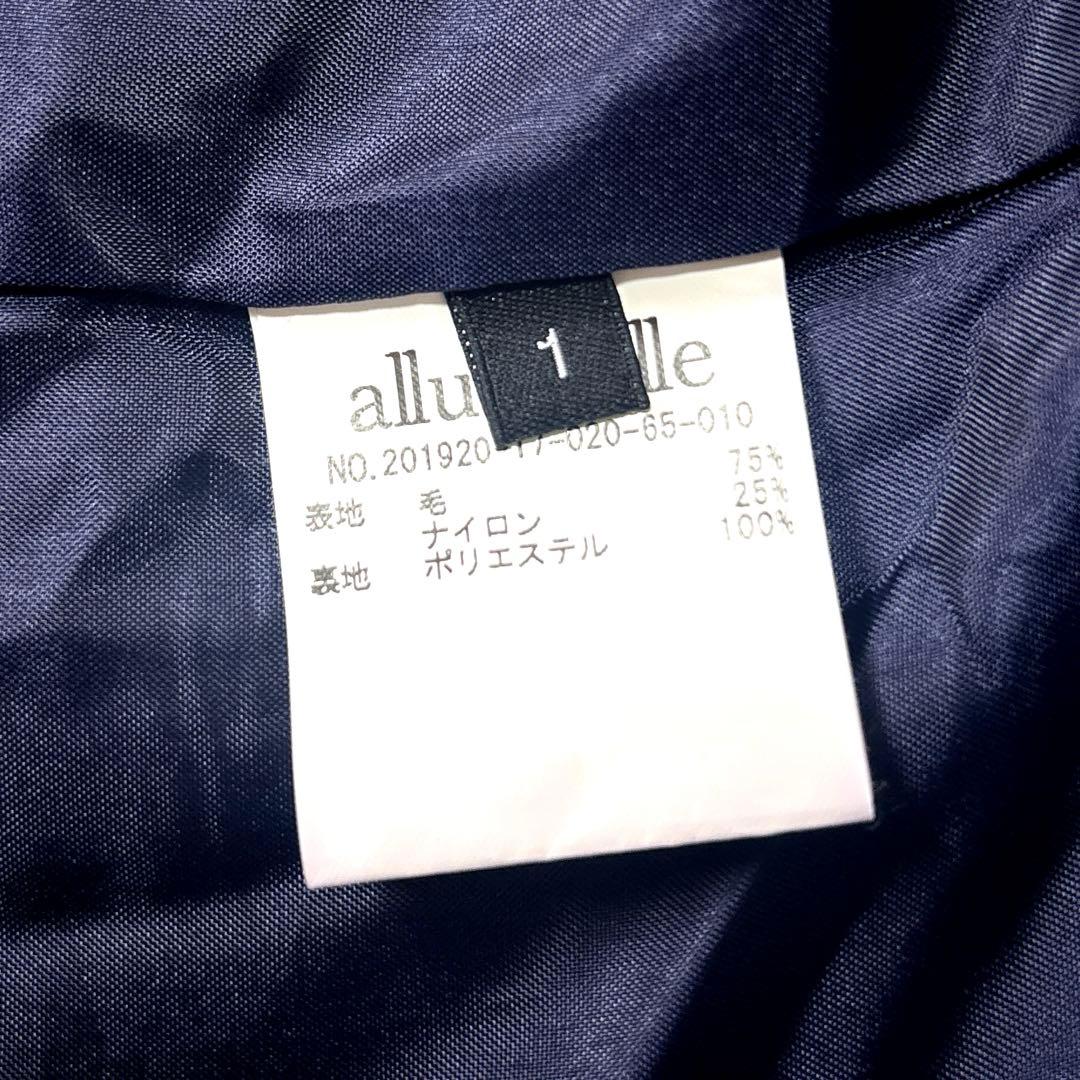 1
allu lle
NO.201920 17-020-65-010
表地 毛 75%
ナイロン 25%
裏地 ポリエステル 100%